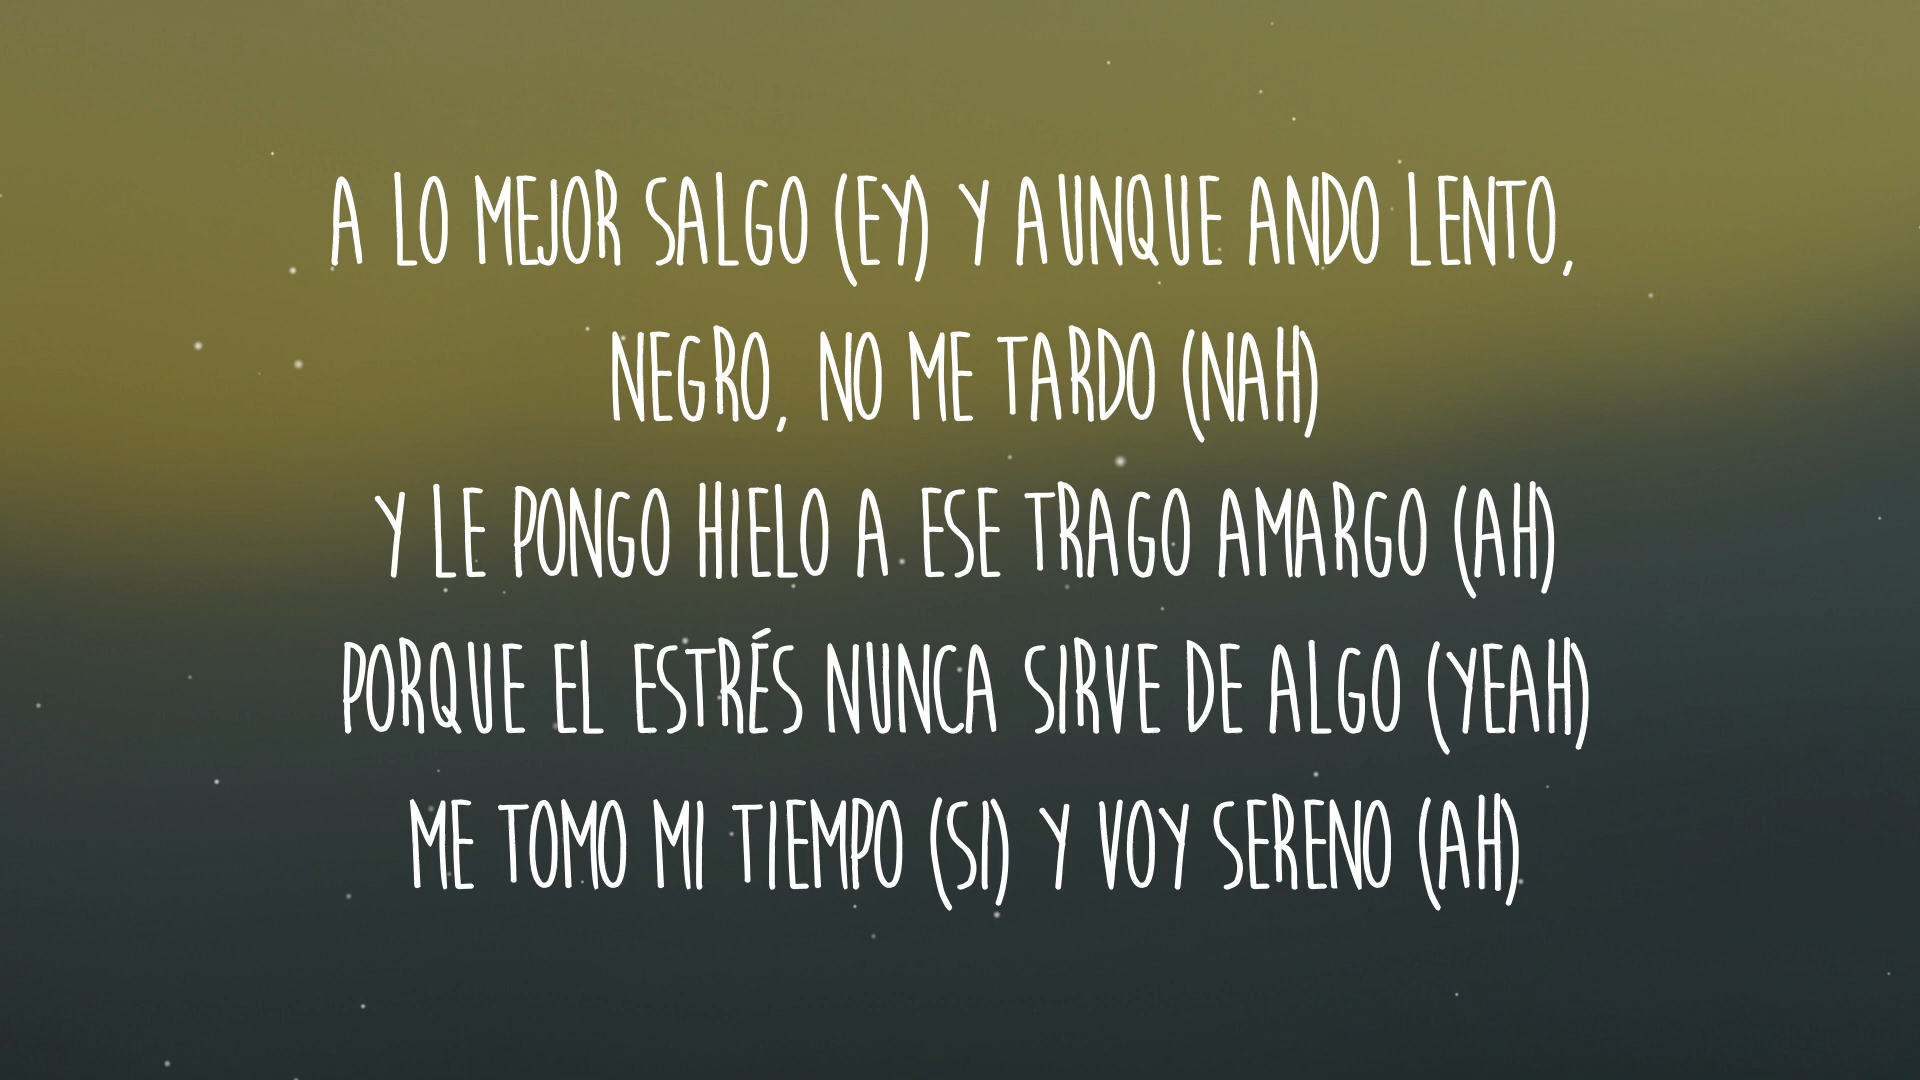 A LO MEJOR SALGO (EY) Y AUNQUE ANDO LENTO,
NEGRO, NO ME TARDO (NAH)
Y LE PONGO HIELO A ESE TRAGO AMARGO (AH)
PORQUE EL ESTRÉS NUNCA SIRVE DE ALGO (YEAH)
ME TOMO MI TIEMPO (SI) Y VOY SERENO (AH)